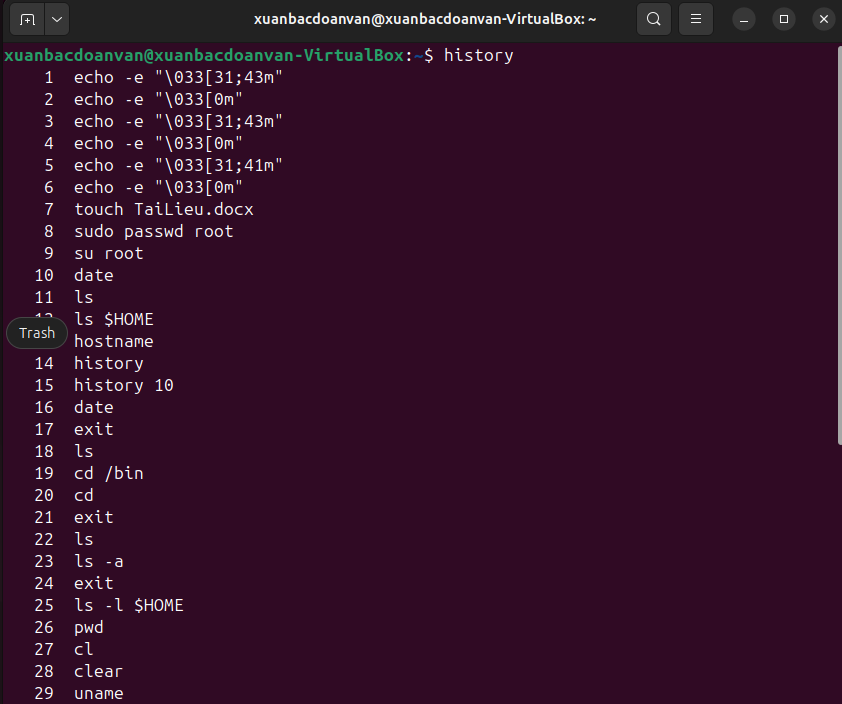 xuanbacdoanvan@xuanbacdoanvan-VirtualBox: ~
xuanbacdoanvan@xuanbacdoanvan-VirtualBox:~$ history
1 echo -e "\033[31;43m"
2 echo -e "\033[0m"
3 echo -e "\033[31;43m"
4 echo -e "\033[0m"
5 echo -e "\033[31;41m"
6 echo -e "\033[0m"
7 touch TaiLieu.docx
8 sudo passwd root
9 su root
10 date
11 ls
12 ls $HOME
Trash
hostname
14 history
15 history 10
16 date
17 exit
18 ls
19 cd /bin
20 cd
21 exit
22 ls
23 ls -a
24 exit
25 ls -l $HOME
26 pwd
27 cl
28 clear
29 uname